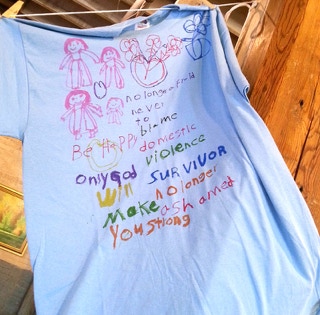 no longer afraid
never
to
blame
Be Happy domestic
violence
only God SURVIVOR
Will no longer
Make ashamed
you strong